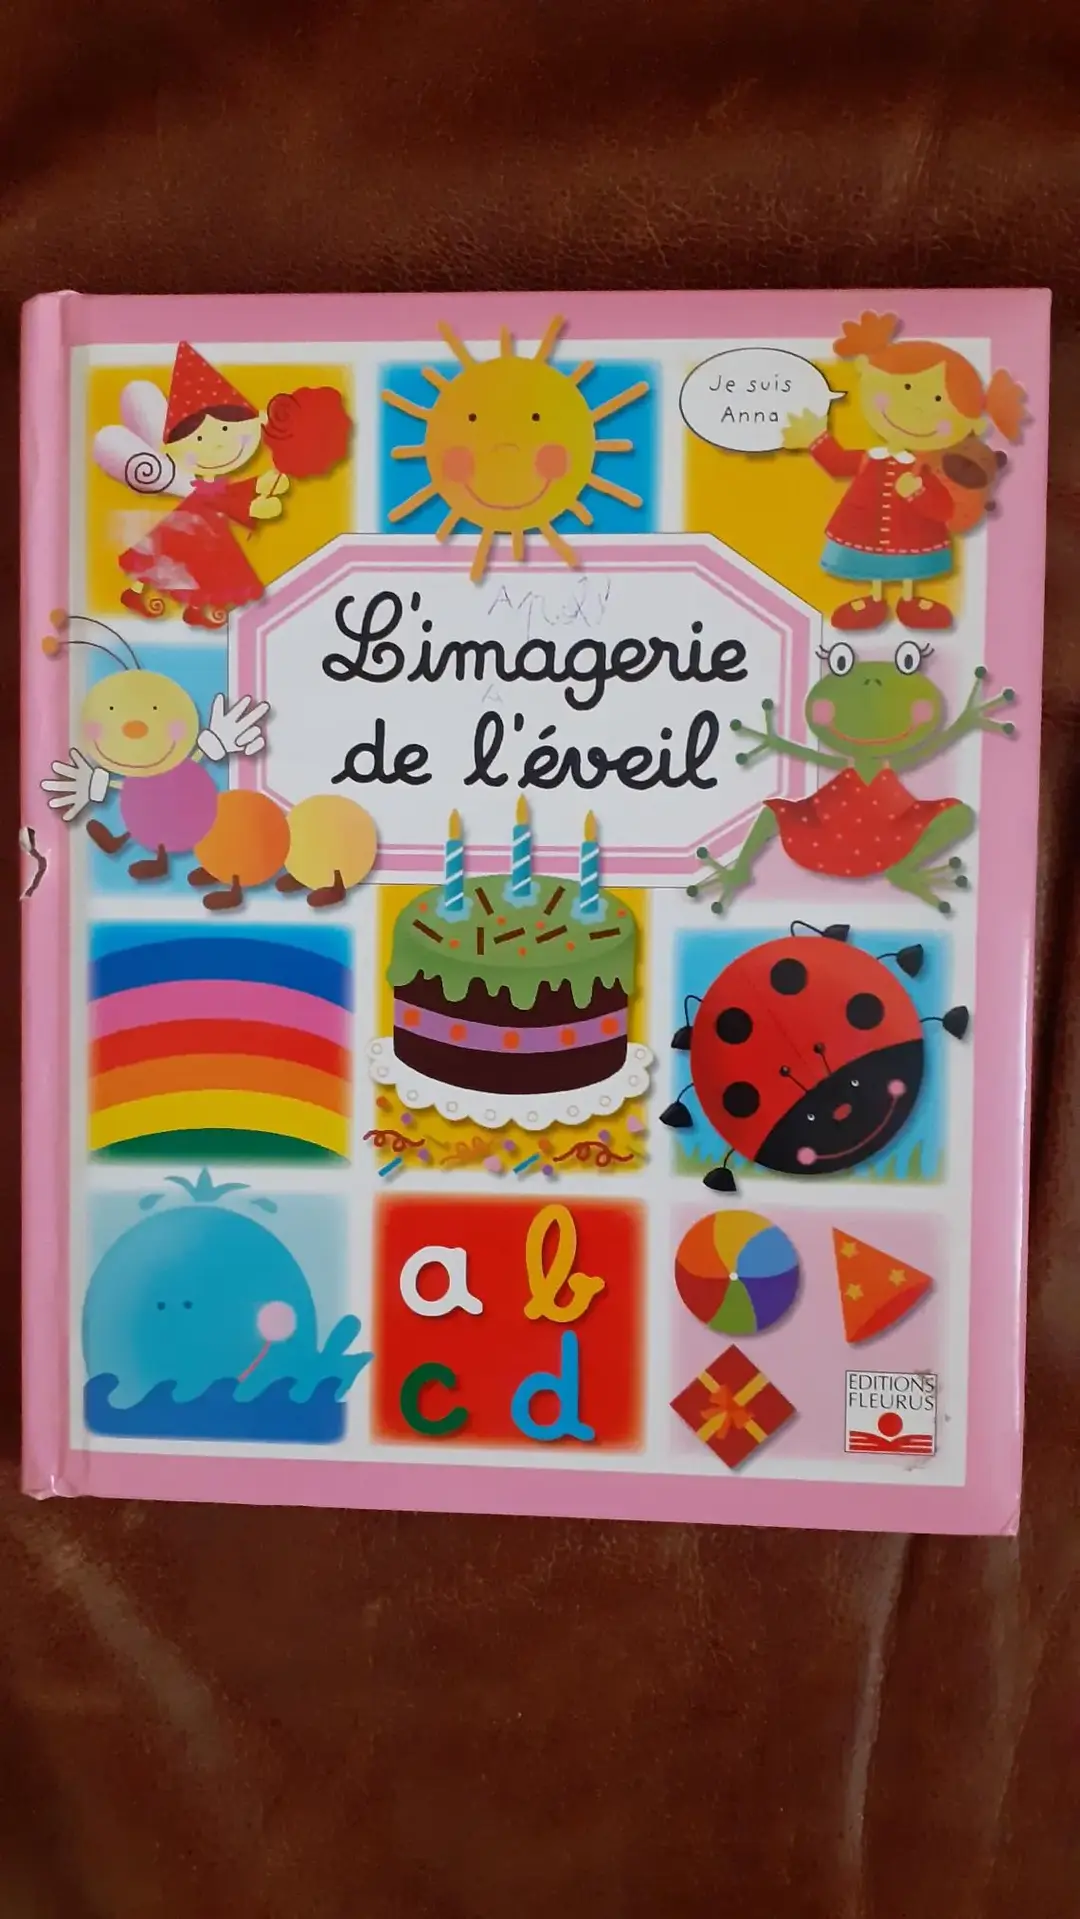 Je suis
Anna
L'imagerie
de l'éveil
a b
c d
EDITIONS
FLEURUS